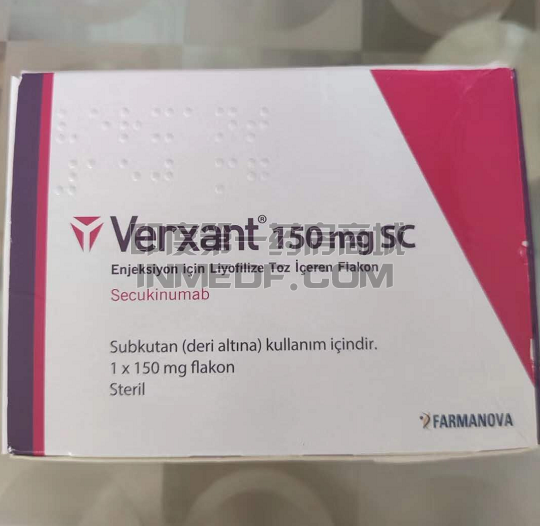 Verxant® 150 mg SC
Enjeksiyon için Liyofilize Toz İçeren Flakon
INMEDF.COM
Secukinumab
Subkutan (deri altına) kullanım içindir.
1 x 150 mg flakon
Steril
FARMANOVA